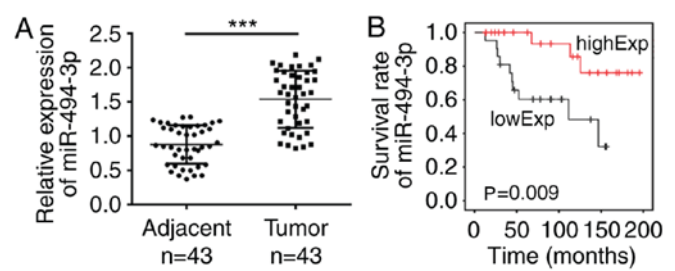 A
Relative expression
of miR-494-3p
2.5
2.0
1.5
1.0
0.5
0.0
***
Adjacent
n=43
Tumor
n=43
B
Survival rate
of miR-494-3p
1.0
0.8
0.6
0.4
0.2
0.0
highExp
lowExp
P=0.009
0 50 100 150 200
Time (months)